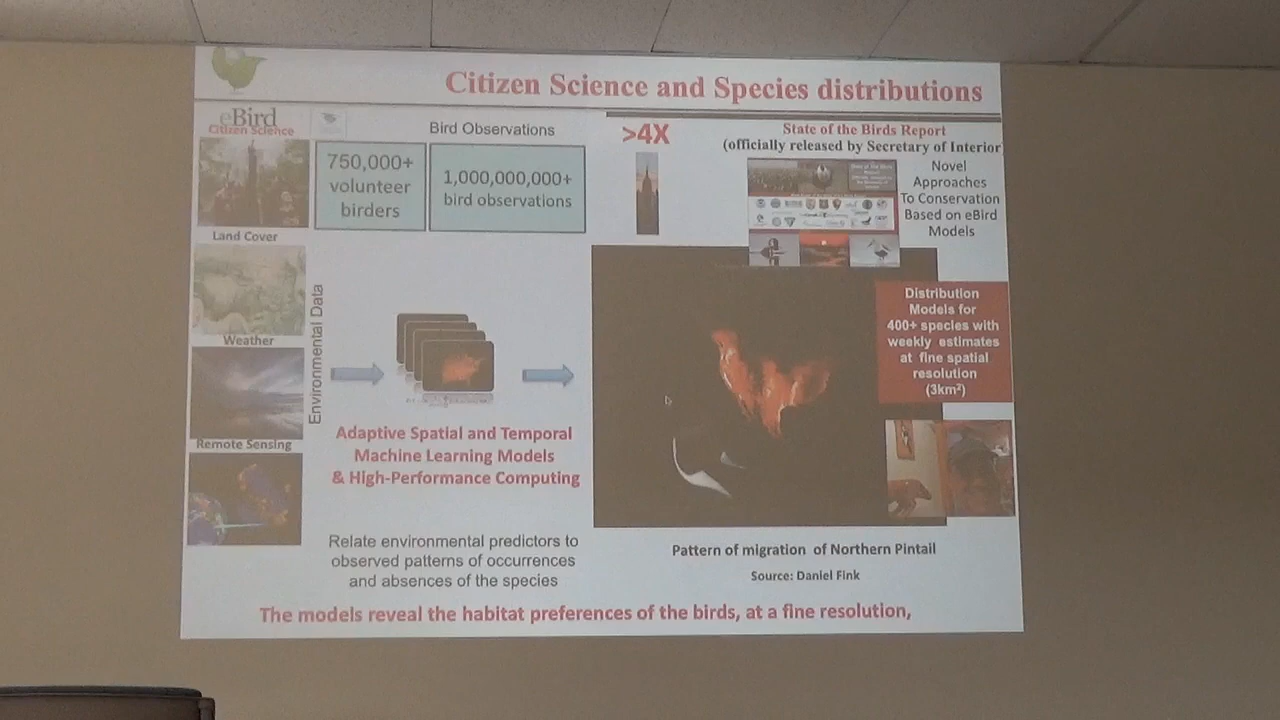 Citizen Science and Species distributions
eBird
Citizen Science
Bird Observations
750,000+
volunteer
birders
1,000,000,000+
bird observations
>4X
State of the Birds Report
(officially released by Secretary of Interior
Novel
Approaches
To Conservation
Based on eBird
Models
Land Cover
Weather
Remote Sensing
Environmental Data
Adaptive Spatial and Temporal
Machine Learning Models
& High-Performance Computing
Relate environmental predictors to
observed patterns of occurrences
and absences of the species
Distribution
Models for
400+ species with
weekly estimates
at fine spatial
resolution
(3km²)
Pattern of migration of Northern Pintail
Source: Daniel Fink
The models reveal the habitat preferences of the birds, at a fine resolution,